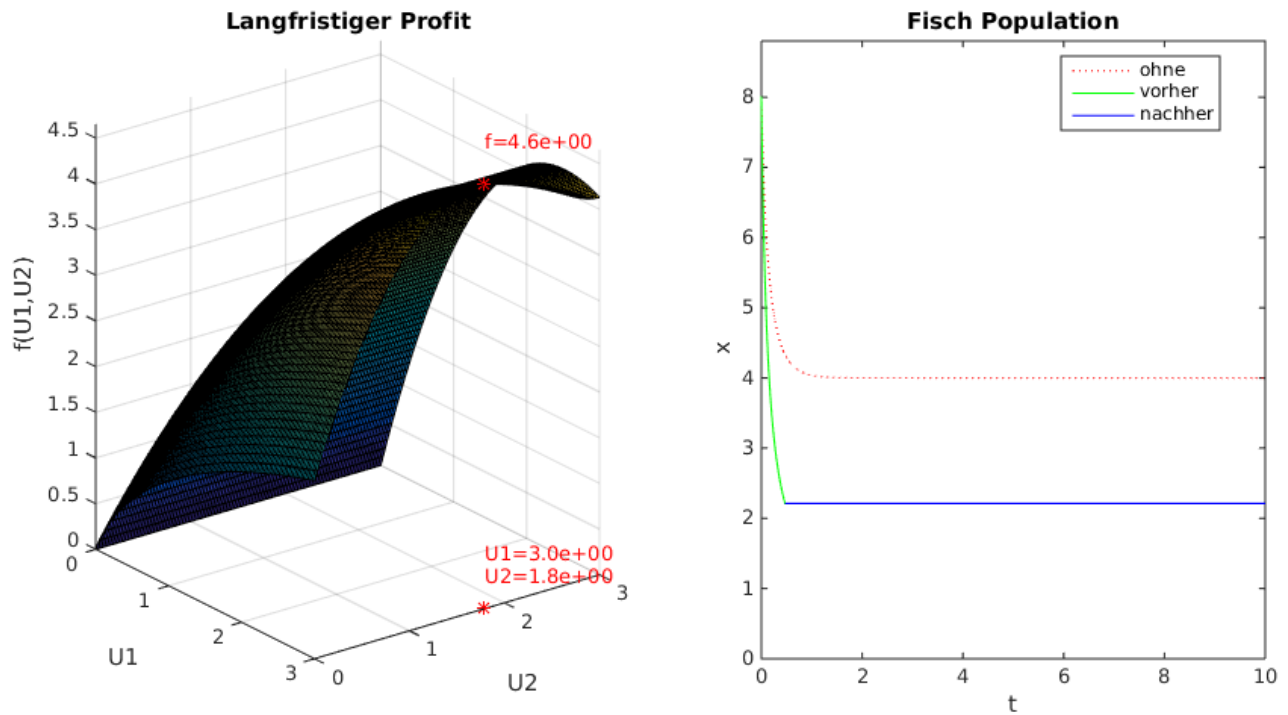 Langfristiger Profit
f=4.6e+00
4.5
4
3.5
3
2.5
2
1.5
1
0.5
0
f(U1,U2)
0
1
2
3
U1
0
1
2
3
U2
U1=3.0e+00
U2=1.8e+00
Fisch Population
ohne
vorher
nachher
8
7
6
5
4
3
2
1
0
x
0
2
4
6
8
10
t